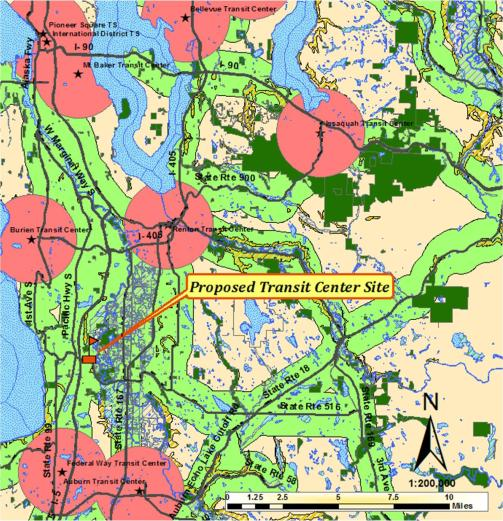 Bellevue Transit Center
Pioneer Square TS
International District TS
I- 90
Alaska Fwy
Mt Baker Transit Center
I- 90
Issaquah Transit Center
W Marginal Way S
I- 405
State Rte 900
Burien Transit Center
I- 405
Renton Transit Center
Proposed Transit Center Site
1st Ave S
Pacific Hwy S
State Rte 18
State Rte 516
State Rte 167
3rd Ave
N
State Rte 99
I- 5
Federal Way Transit Center
Auburn Transit Center
1:200,000
0 1.25 2.5 5 7.5 10
Miles